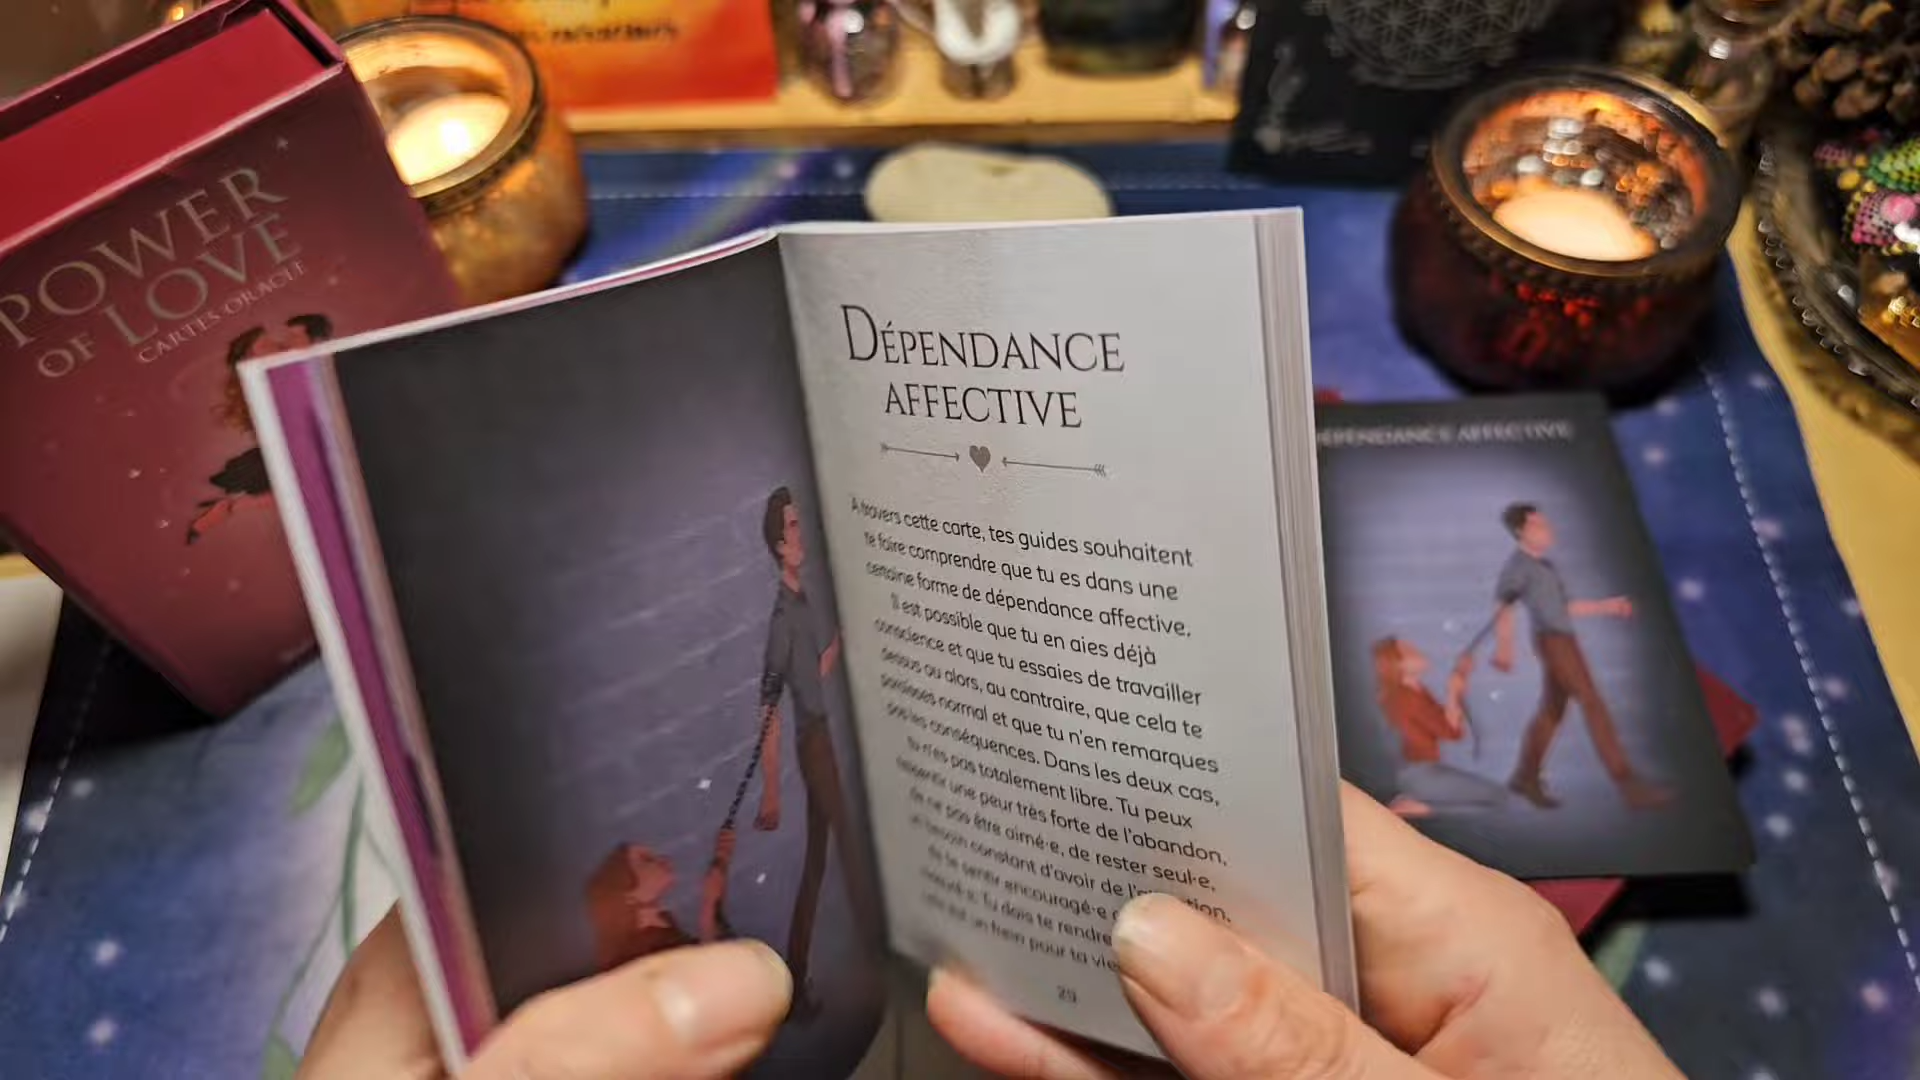 POWER
OF LOVE
CARTES ORACLE
DÉPENDANCE
AFFECTIVE
A travers cette carte, tes guides souhaitent
te faire comprendre que tu es dans une
certaine forme de dépendance affective.
Il est possible que tu en aies déjà
conscience et que tu essaies de travailler
dessus ou alors, au contraire, que cela te
paraisses normal et que tu n'en remarques
pas les conséquences. Dans les deux cas,
tu n'es pas totalement libre. Tu peux
ressentir une peur très forte de l'abandon,
de ne pas être aimé·e, de rester seul·e,
un besoin constant d'avoir de
de te sentir encouragé·e
Tu dois te rendre
un frein pour ta vie
29
DÉPENDANCE AFFECTIVE